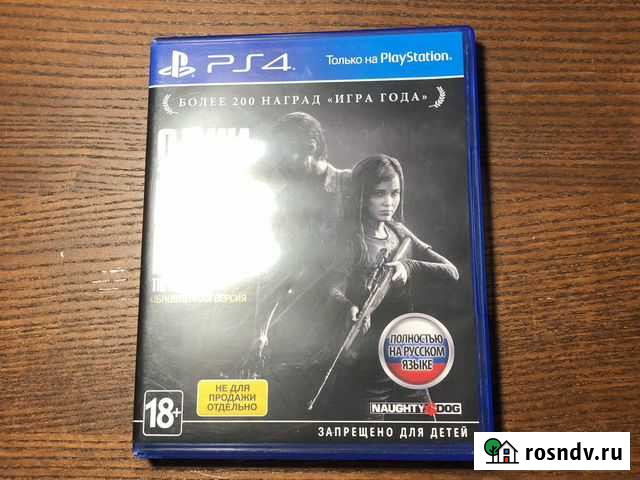 PS4
Только на PlayStation
БОЛЕЕ 200 НАГРАД «ИГРА ГОДА»
ВЕРСИЯ
ПОЛНОСТЬЮ
НА РУССКОМ
ЯЗЫКЕ
НЕ ДЛЯ
ПРОДАЖИ
ОТДЕЛЬНО
18+
NAUGHTY DOG
ЗАПРЕЩЕНО ДЛЯ ДЕТЕЙ
rosndv.ru